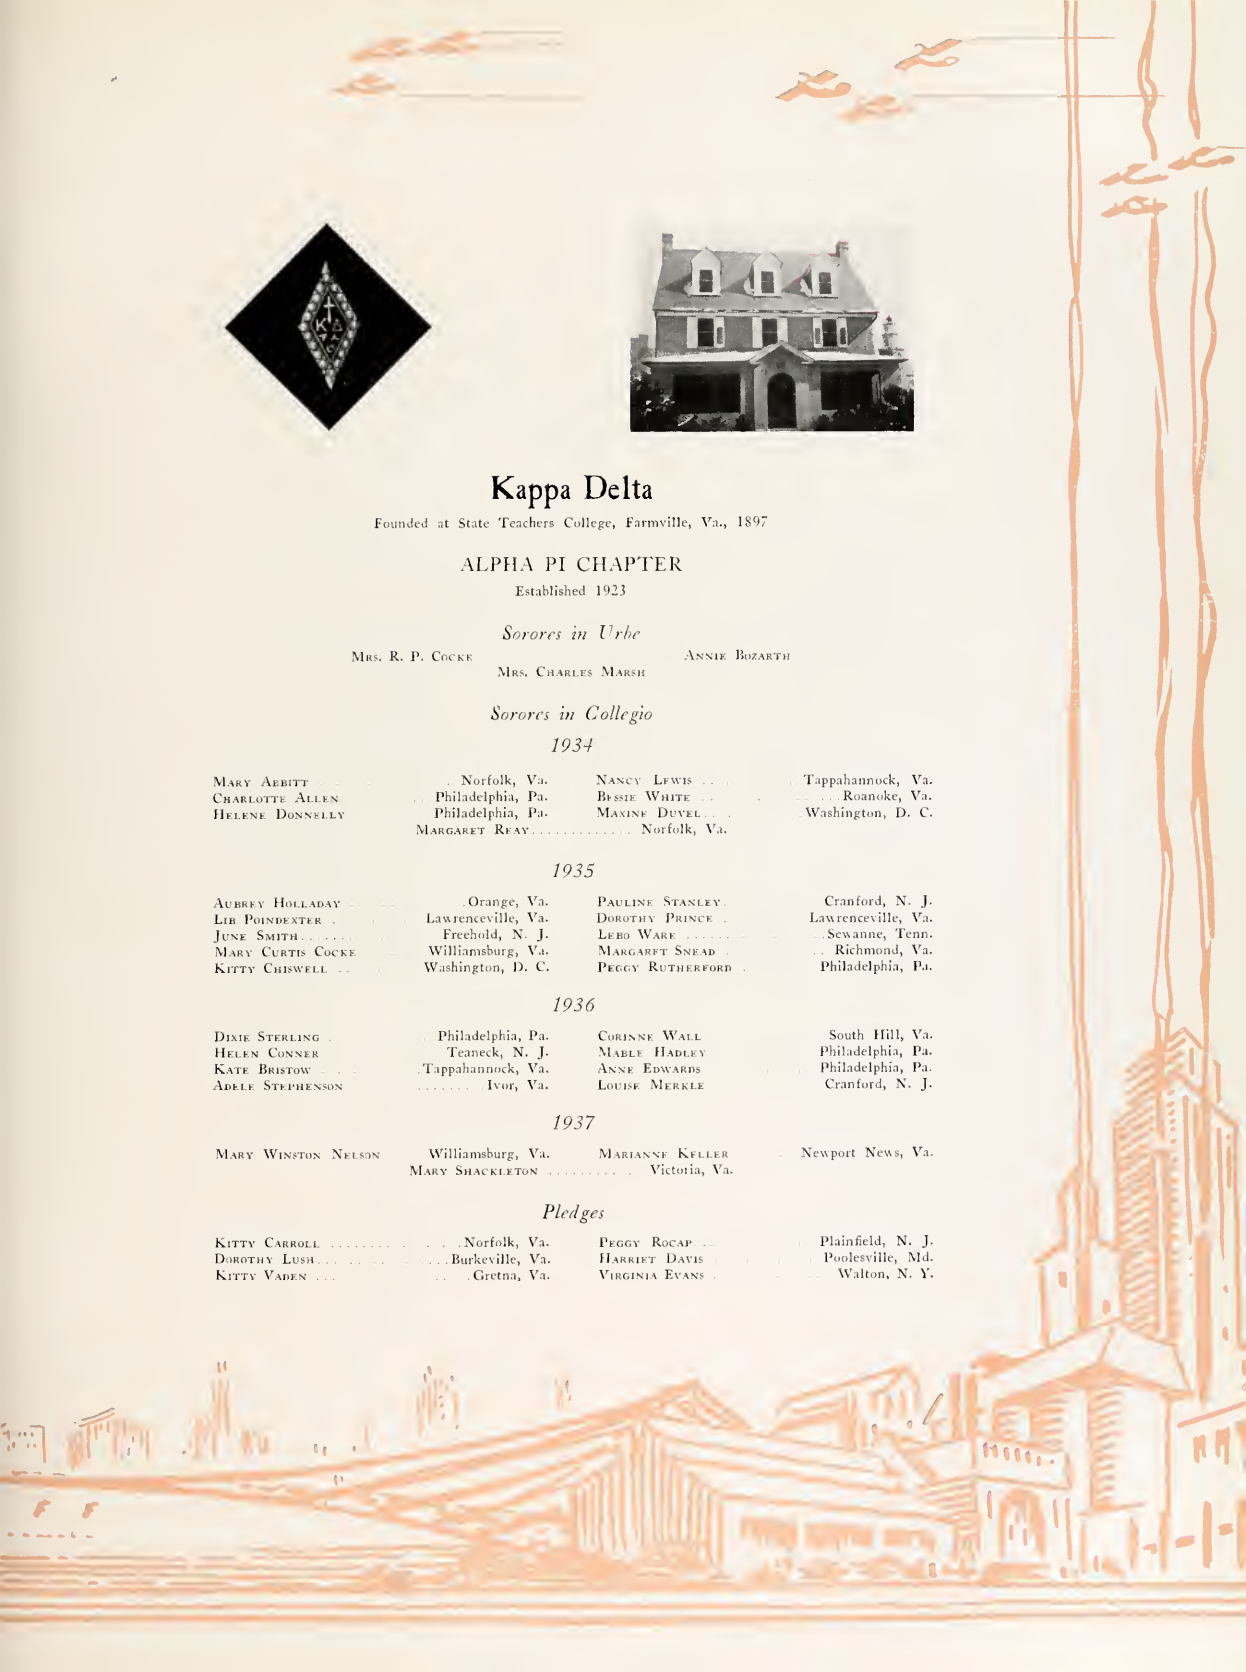 Kappa Delta
Founded at State Teachers College, Farmville, Va., 1897
ALPHA PI CHAPTER
Established 1923
Sorores in Urbe
Mrs. R. P. Cocke Annie Bozarth
Mrs. Charles Marsh
Sorores in Collegio
1934
Mary Abbitt Norfolk, Va. Nancy Lewis Tappahannock, Va.
Charlotte Allen Philadelphia, Pa. Bessie White Roanoke, Va.
Helene Donnelly Philadelphia, Pa. Maxine Duvel Washington, D. C.
Margaret Reay Norfolk, Va.
1935
Aubrey Holladay Orange, Va. Pauline Stanley Cranford, N. J.
Lib Poindexter Lawrenceville, Va. Dorothy Prince Lawrenceville, Va.
June Smith Freehold, N. J. Lebo Ware Sewanne, Tenn.
Mary Curtis Cocke Williamsburg, Va. Margaret Snead Richmond, Va.
Kitty Chiswell Washington, D. C. Peggy Rutherford Philadelphia, Pa.
1936
Dixie Sterling Philadelphia, Pa. Corinne Wall South Hill, Va.
Helen Conner Teaneck, N. J. Mable Hadley Philadelphia, Pa.
Kate Bristow Tappahannock, Va. Anne Edwards Philadelphia, Pa.
Adele Stephenson Ivor, Va. Louise Merkle Cranford, N. J.
1937
Mary Winston Nelson Williamsburg, Va. Marianne Keller Newport News, Va.
Mary Shackleton Victoria, Va.
Pledges
Kitty Carroll Norfolk, Va. Peggy Rocap Plainfield, N. J.
Dorothy Lush Burkeville, Va. Harriet Davis Poolesville, Md.
Kitty Vaden Gretna, Va. Virginia Evans Walton, N. Y.